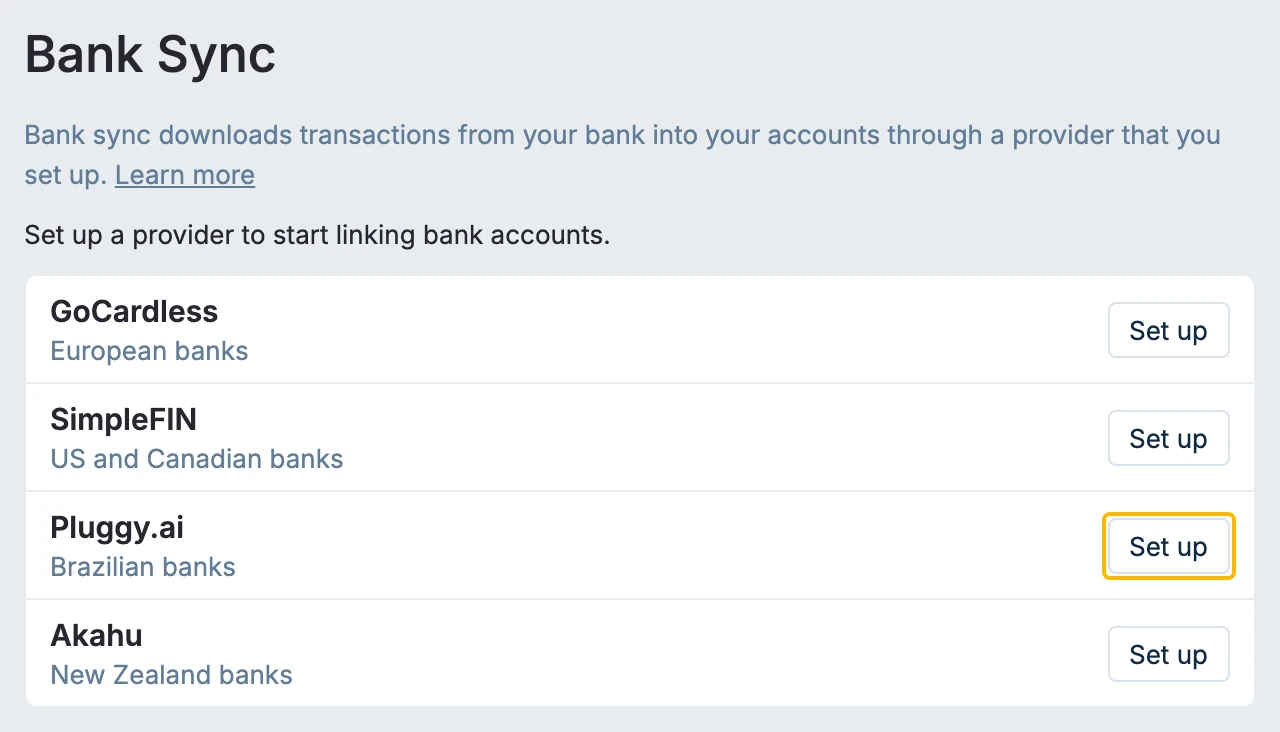 Bank Sync
Bank sync downloads transactions from your bank into your accounts through a provider that you
set up. Learn more
Set up a provider to start linking bank accounts.
GoCardless
European banks
Set up
SimpleFIN
US and Canadian banks
Set up
Pluggy.ai
Brazilian banks
Set up
Akahu
New Zealand banks
Set up